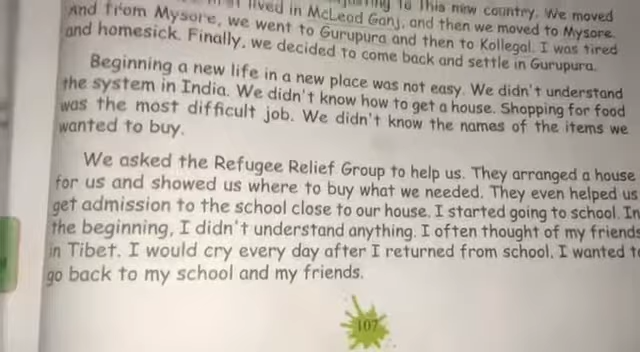 this new country. We moved
lived in McLeod Ganj, and then we moved to Mysore.
And from Mysore, we went to Gurupura and then to Kollegal. I was tired
and homesick. Finally, we decided to come back and settle in Gurupura.
Beginning a new life in a new place was not easy. We didn't understand
the system in India. We didn't know how to get a house. Shopping for food
was the most difficult job. We didn't know the names of the items we
wanted to buy.
We asked the Refugee Relief Group to help us. They arranged a house
for us and showed us where to buy what we needed. They even helped us
get admission to the school close to our house. I started going to school. In
the beginning, I didn't understand anything. I often thought of my friends
in Tibet. I would cry every day after I returned from school. I wanted to
go back to my school and my friends.
107